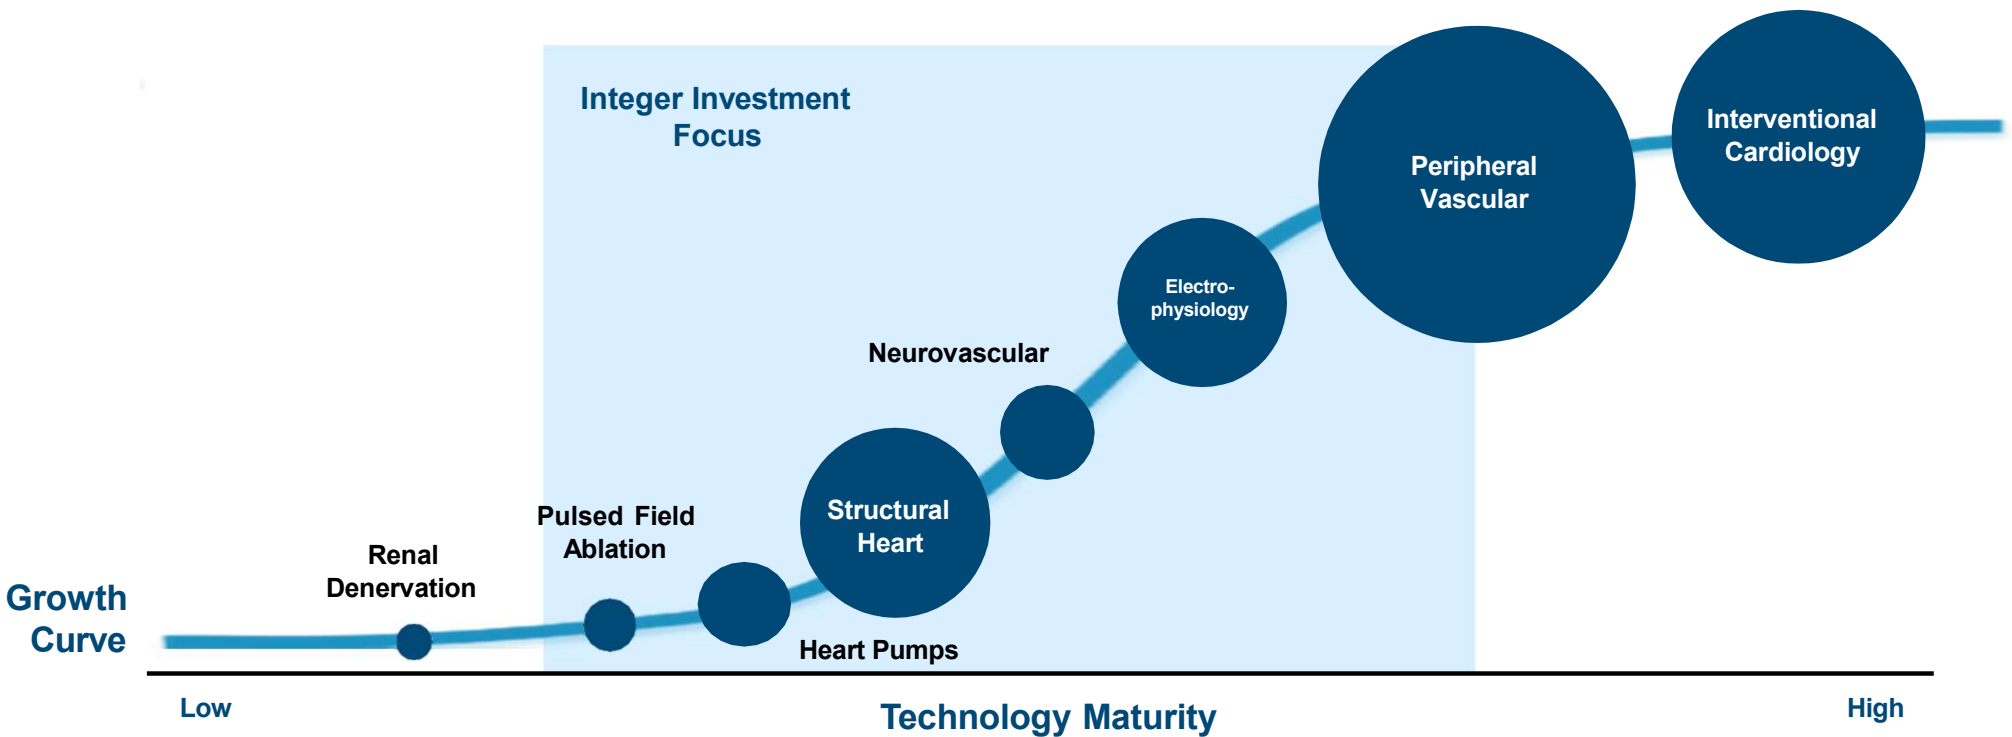 Integer Investment
Focus
Interventional
Cardiology
Peripheral
Vascular
Electro-
physiology
Neurovascular
Structural
Heart
Pulsed Field
Ablation
Renal
Denervation
Growth
Curve
Heart Pumps
Low
Technology Maturity
High